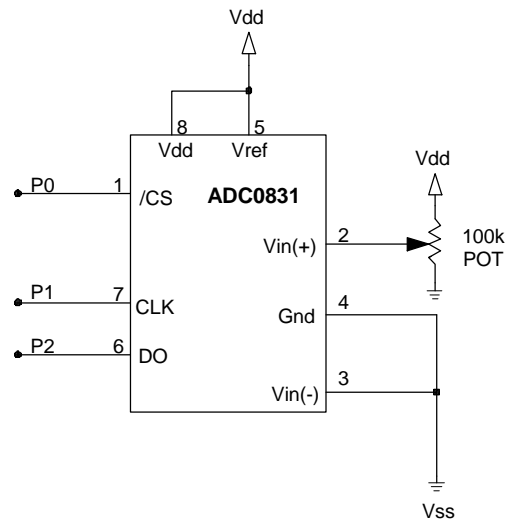 Vdd
8 5
Vdd Vref
Vdd
P0 1 /CS ADC0831
Vin(+) 2
100k
POT
P1 7 CLK
Gnd 4
P2 6 DO
Vin(-) 3
Vss